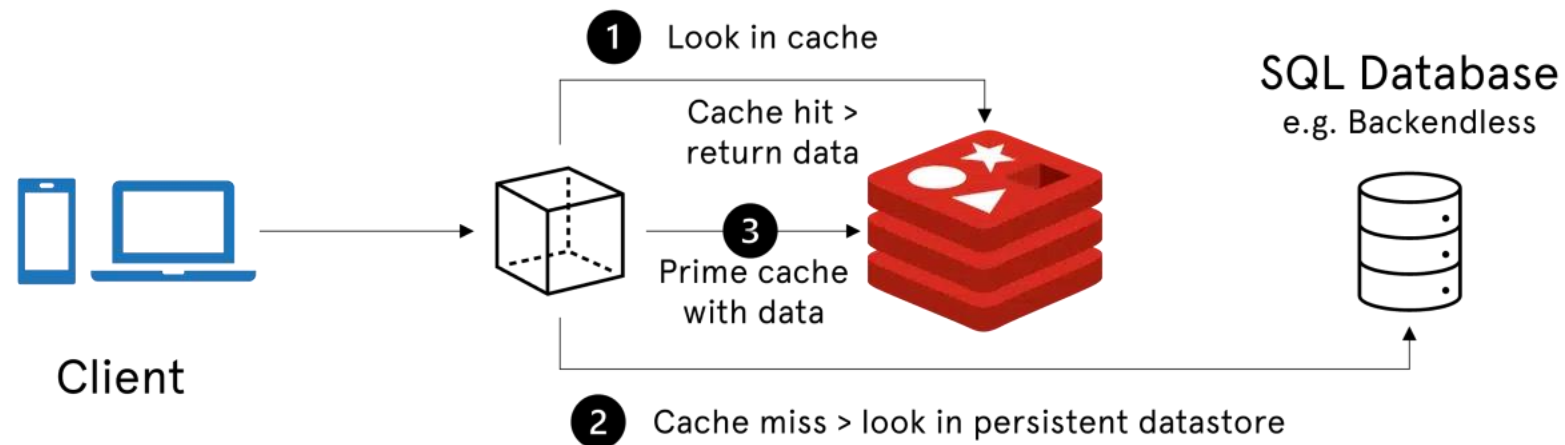 1 Look in cache
Cache hit >
return data
SQL Database
e.g. Backendless
3
Prime cache
with data
Client
2 Cache miss > look in persistent datastore